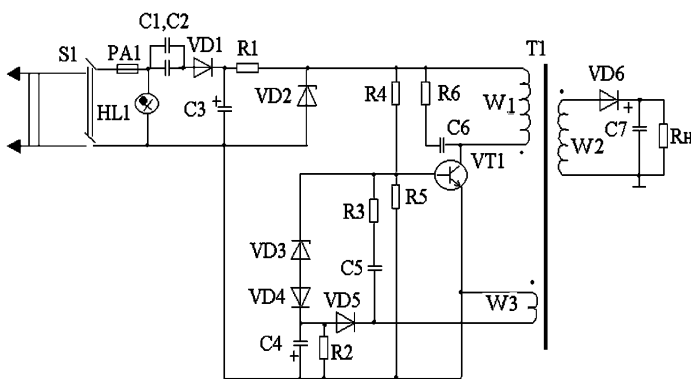 C1,C2
T1
S1
PA1
VD1
R1
VD6
HL1
C3
+
VD2
R4
R6
W1
+
C6
W2
C7
Rн
VT1
R3
R5
VD3
C5
VD4
VD5
W3
C4
+
R2